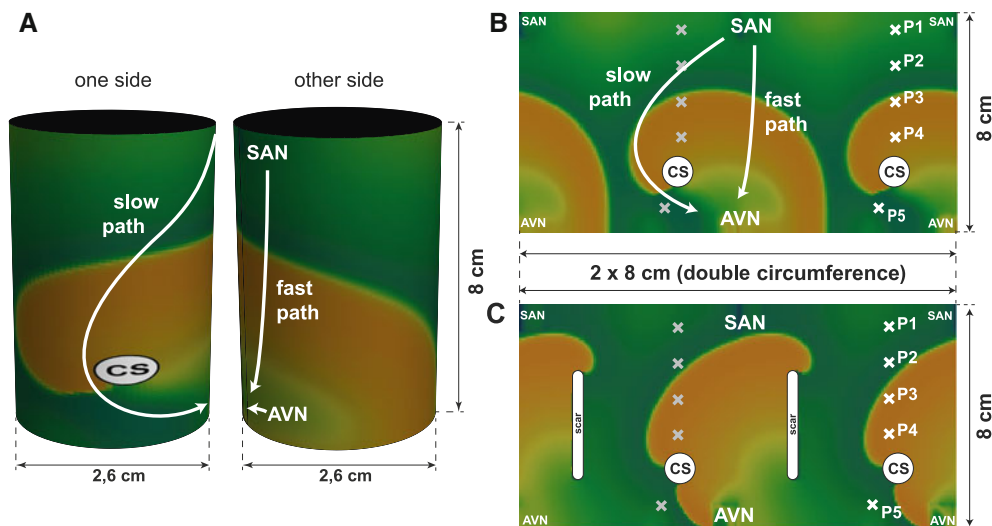 A
one side
other side
slow
path
SAN
fast
path
CS
AVN
8 cm
2,6 cm
2,6 cm
B
SAN
SAN
SAN
P1
P2
P3
P4
P5
slow
path
fast
path
CS
CS
AVN
AVN
AVN
8 cm
2 x 8 cm (double circumference)
C
SAN
SAN
P1
P2
P3
P4
P5
scar
scar
CS
CS
AVN
AVN
AVN
8 cm